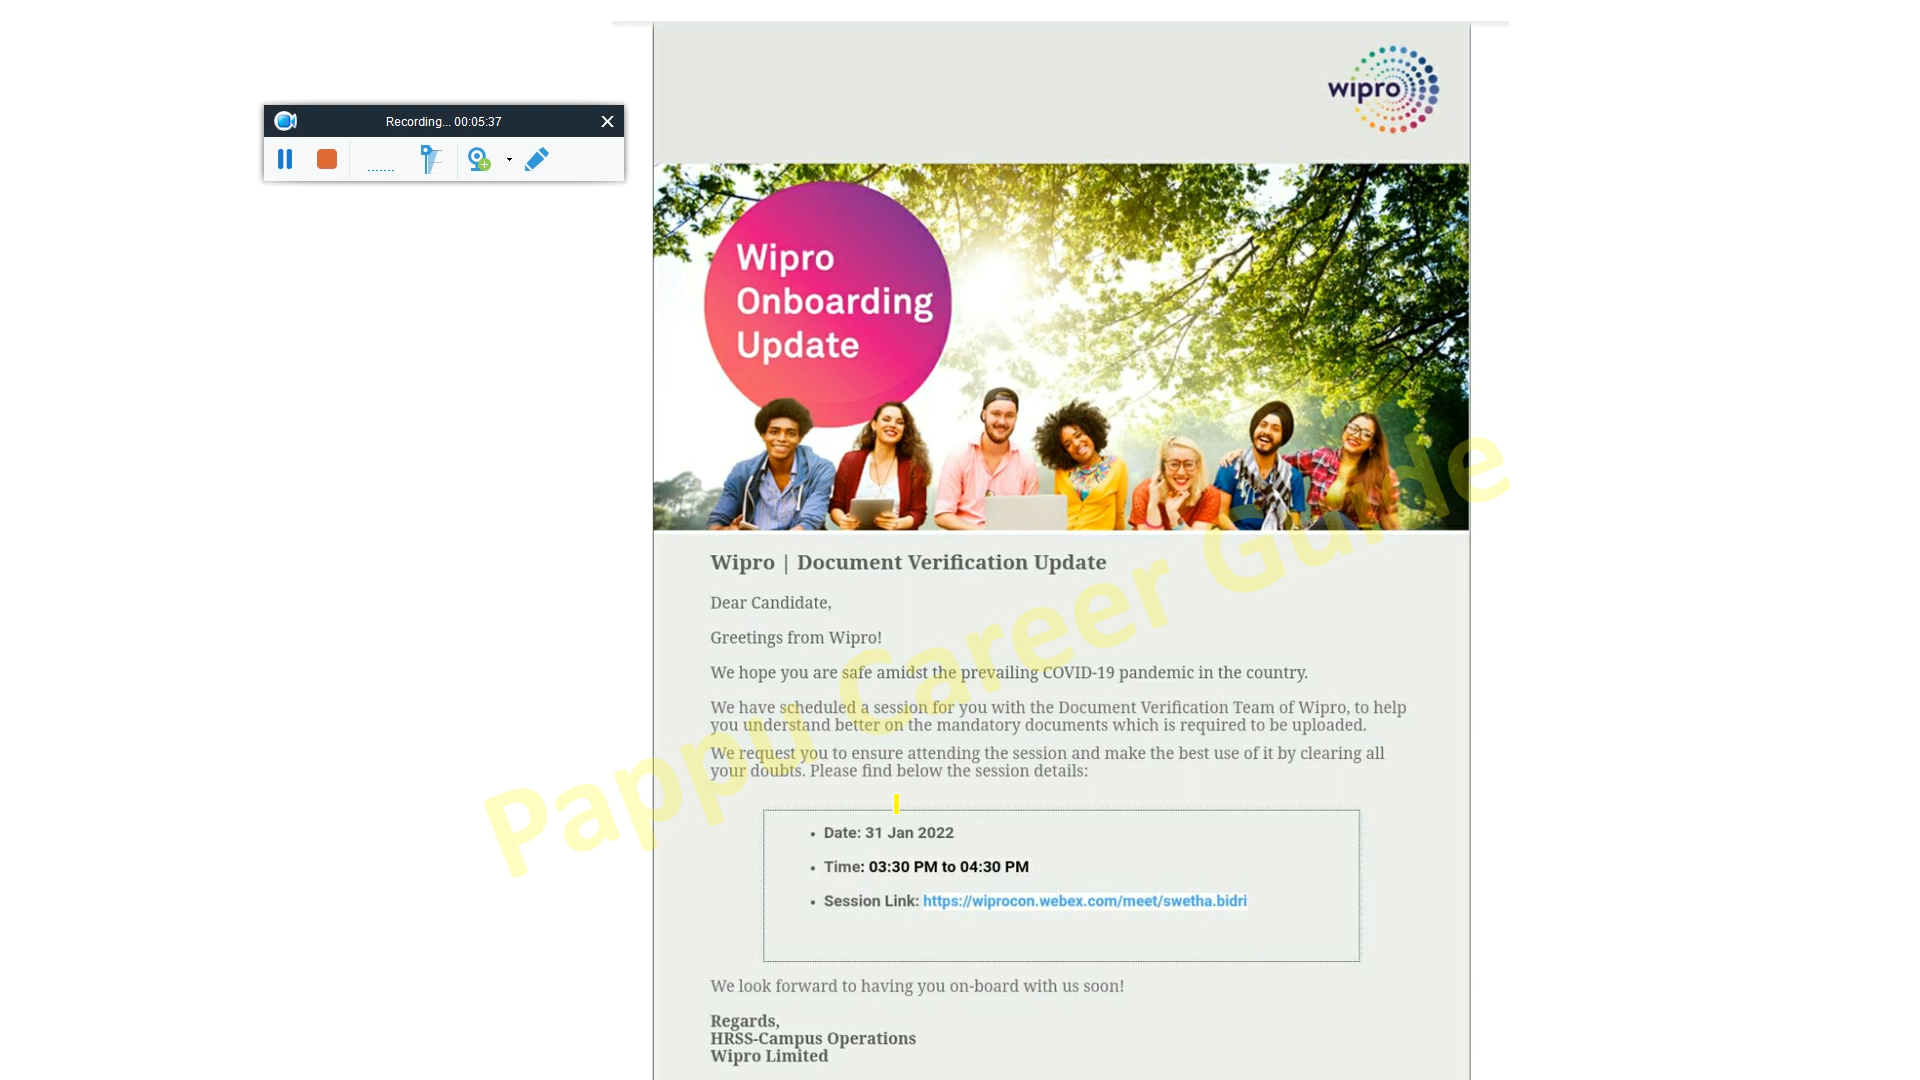 wipro
Recording... 00:05:37
Wipro
Onboarding
Update
Wipro | Document Verification Update
Dear Candidate,
Greetings from Wipro!
We hope you are safe amidst the prevailing COVID-19 pandemic in the country.
We have scheduled a session for you with the Document Verification Team of Wipro, to help
you understand better on the mandatory documents which is required to be uploaded.
We request you to ensure attending the session and make the best use of it by clearing all
your doubts. Please find below the session details:
Pappu Career Guide
• Date: 31 Jan 2022
• Time: 03:30 PM to 04:30 PM
• Session Link: https://wiprocon.webex.com/meet/swetha.bidri
We look forward to having you on-board with us soon!
Regards,
HRSS-Campus Operations
Wipro Limited